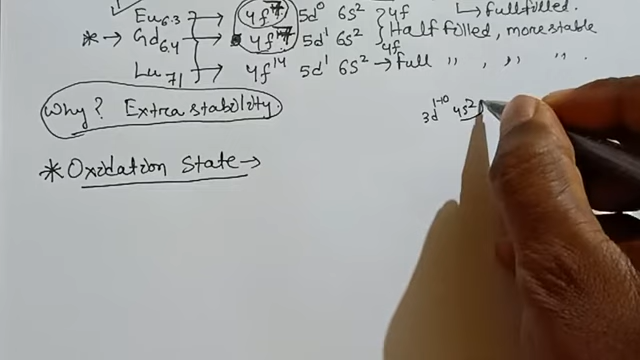 Eu63 → 4f7 5d0 6s2 4f → fullfilled.
* → Gd64 → 4f7 5d1 6s2 Half filled, more stable
4f
Lu71 → 4f14 5d1 6s2 → full " , " " .
Why? Extra stability
* Oxidation State →
3d1-10 4s2